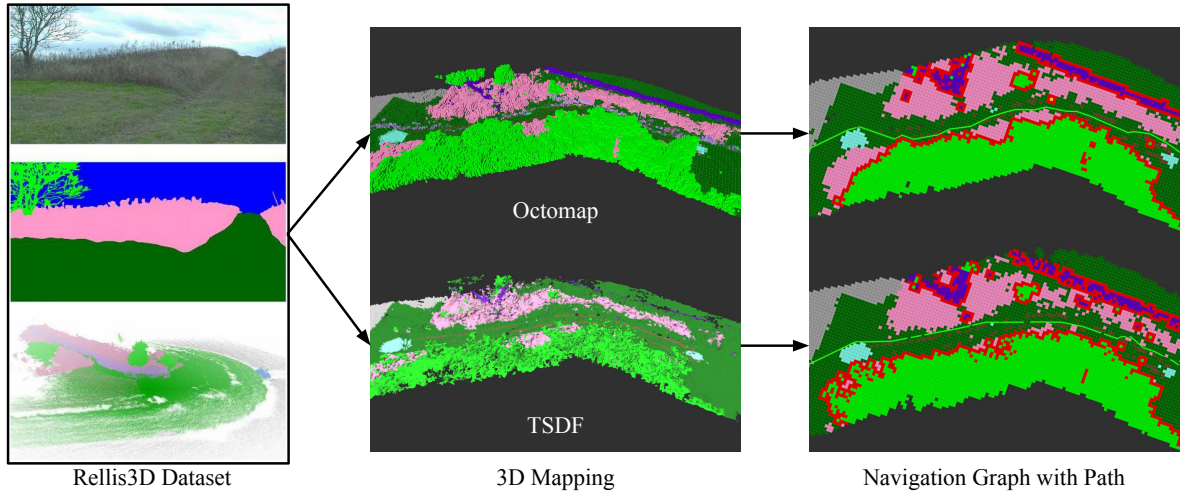 Octomap
TSDF
Rellis3D Dataset
3D Mapping
Navigation Graph with Path